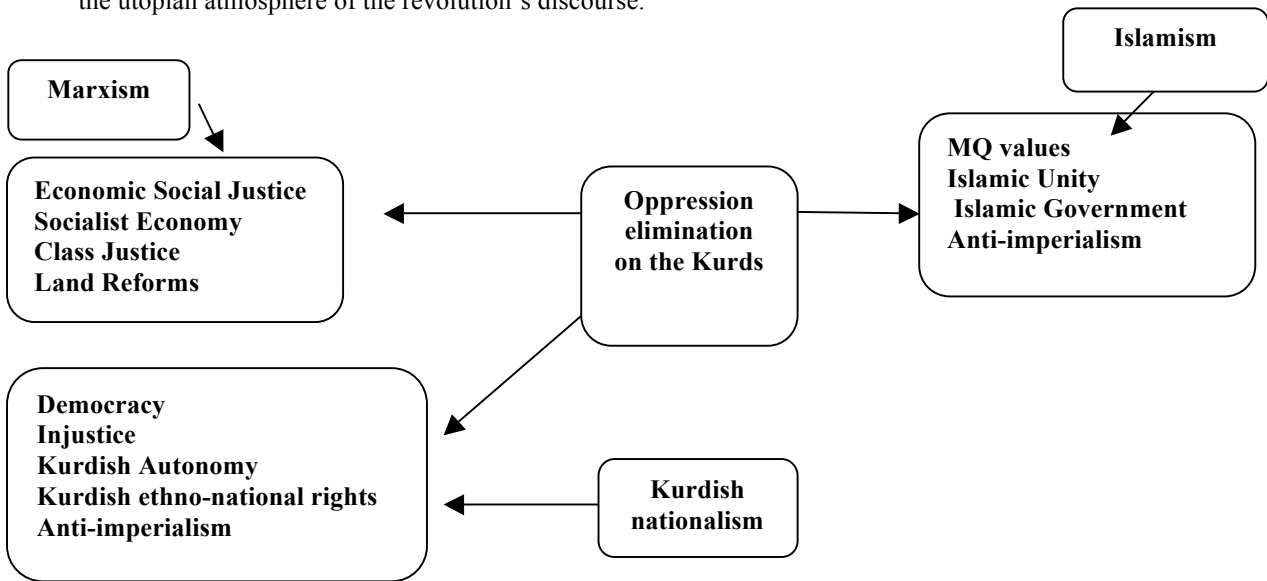 the utopian atmosphere of the revolution's discourse.
Islamism
Marxism
MQ values
Islamic Unity
Islamic Government
Anti-imperialism
Economic Social Justice
Socialist Economy
Class Justice
Land Reforms
Oppression
elimination
on the Kurds
Democracy
Injustice
Kurdish Autonomy
Kurdish ethno-national rights
Anti-imperialism
Kurdish
nationalism